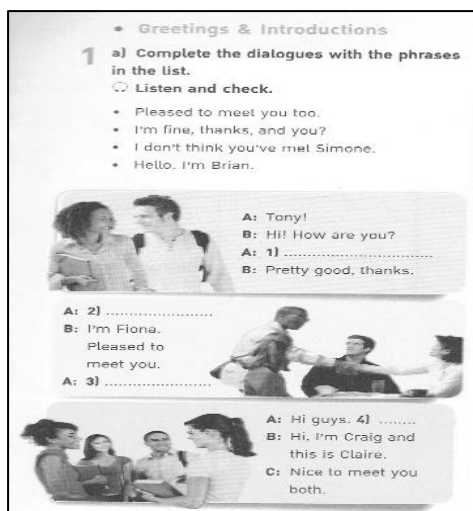 • Greetings & Introductions
1 a) Complete the dialogues with the phrases
in the list.
Listen and check.
• Pleased to meet you too.
• I'm fine, thanks, and you?
• I don't think you've met Simone.
• Hello. I'm Brian.
A: Tony!
B: Hi! How are you?
A: 1) ................................
B: Pretty good, thanks.
A: 2) ......................
B: I'm Fiona.
Pleased to
meet you.
A: 3) ......................
A: Hi guys. 4) ........
B: Hi, I'm Craig and
this is Claire.
C: Nice to meet you
both.